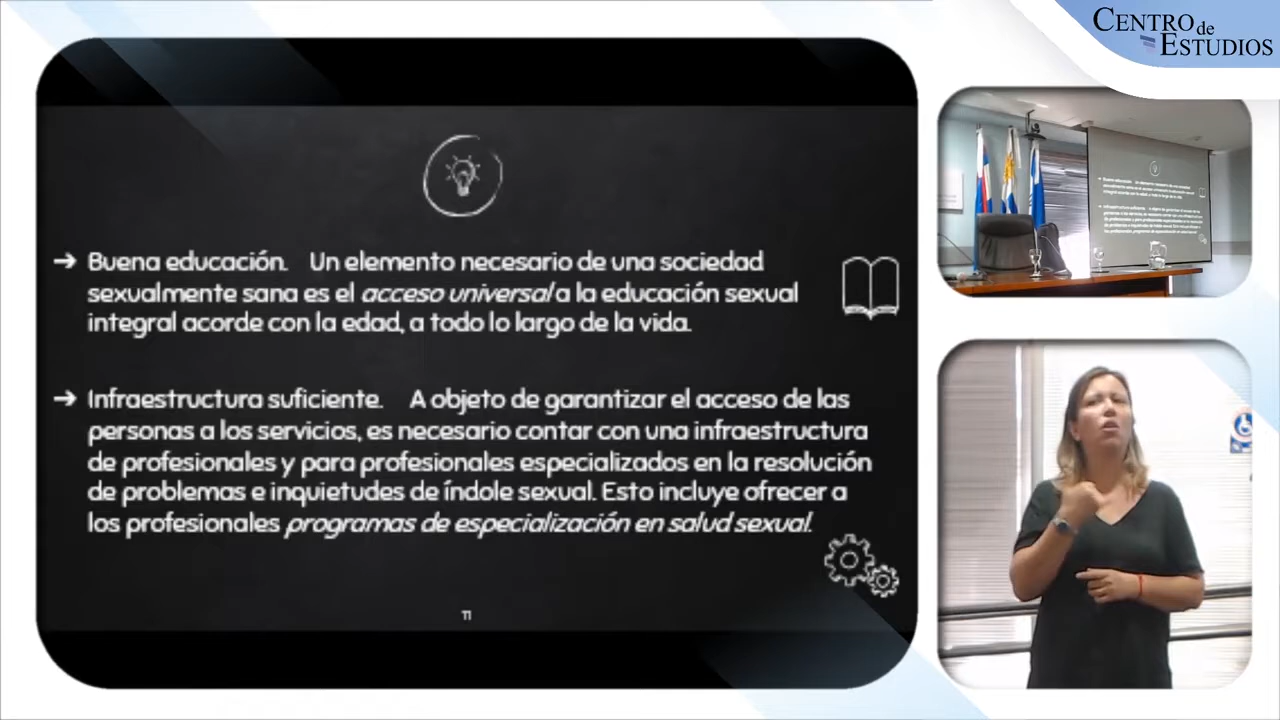 CENTRO de
ESTUDIOS
➔ Buena educación. Un elemento necesario de una sociedad
sexualmente sana es el acceso universal a la educación sexual
integral acorde con la edad, a todo lo largo de la vida.
➔ Infraestructura suficiente. A objeto de garantizar el acceso de las
personas a los servicios, es necesario contar con una infraestructura
de profesionales y para profesionales especializados en la resolución
de problemas e inquietudes de índole sexual. Esto incluye ofrecer a
los profesionales programas de especialización en salud sexual.
11